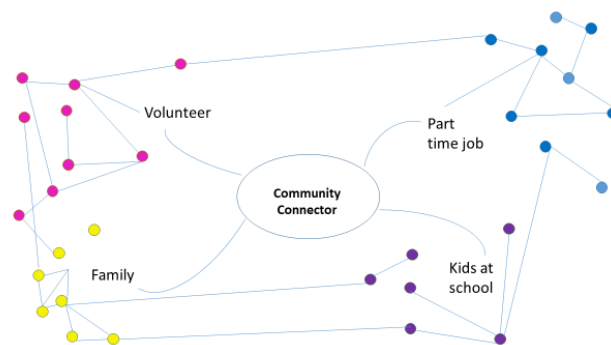 Volunteer
Part
time job
Community
Connector
Family
Kids at
school